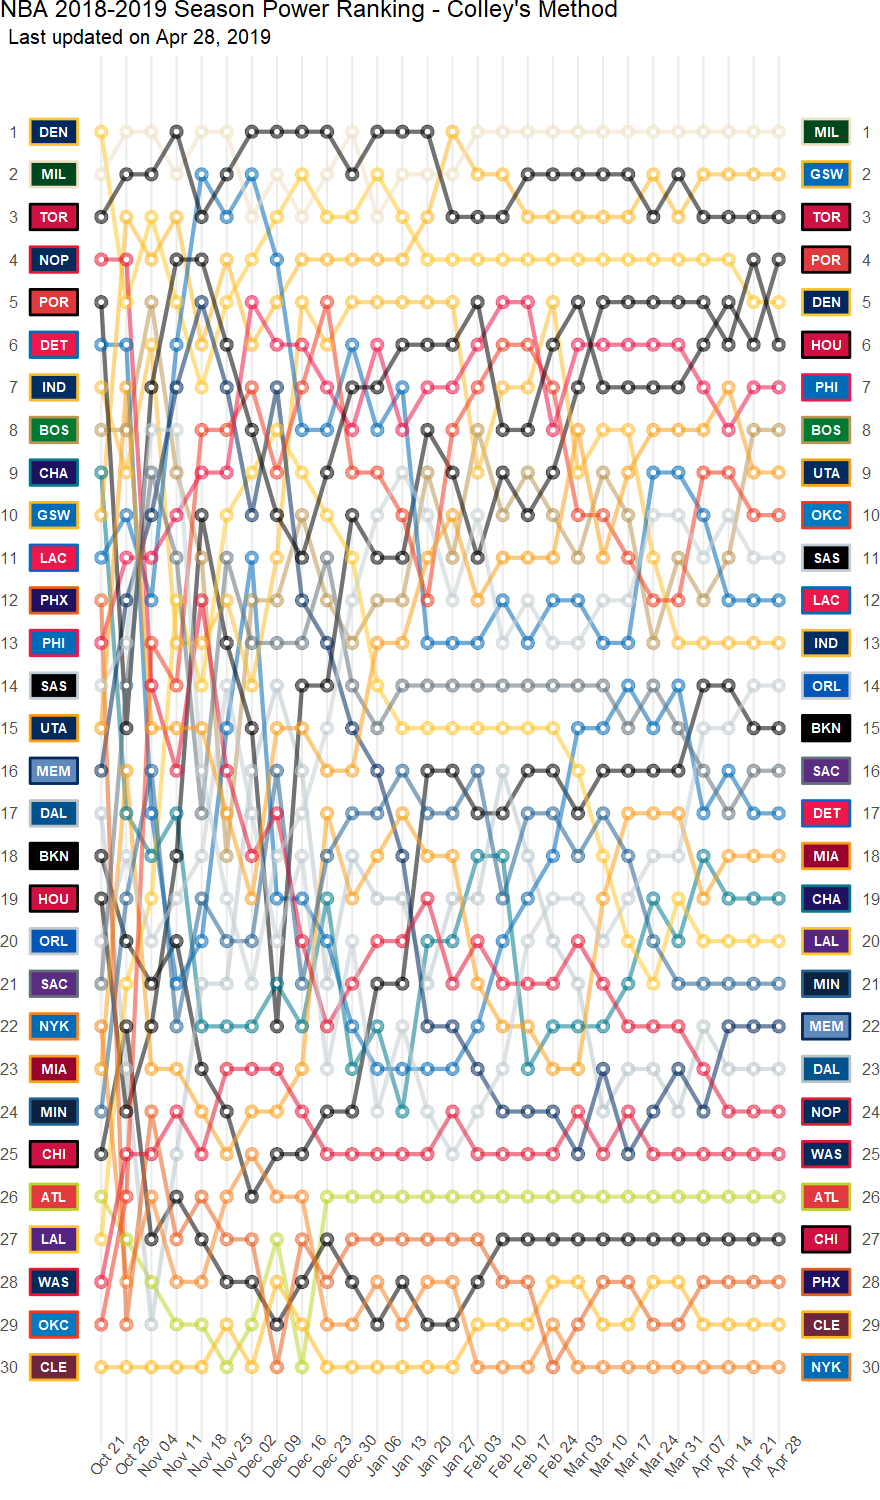 NBA 2018-2019 Season Power Ranking - Colley's Method
Last updated on Apr 28, 2019
1 DEN MIL 1
2 MIL GSW 2
3 TOR TOR 3
4 NOP POR 4
5 POR DEN 5
6 DET HOU 6
7 IND PHI 7
8 BOS BOS 8
9 CHA UTA 9
10 GSW OKC 10
11 LAC SAS 11
12 PHX LAC 12
13 PHI IND 13
14 SAS ORL 14
15 UTA BKN 15
16 MEM SAC 16
17 DAL DET 17
18 BKN MIA 18
19 HOU CHA 19
20 ORL LAL 20
21 SAC MIN 21
22 NYK MEM 22
23 MIA DAL 23
24 MIN NOP 24
25 CHI WAS 25
26 ATL ATL 26
27 LAL CHI 27
28 WAS PHX 28
29 OKC CLE 29
30 CLE NYK 30
Oct 21 Oct 28 Nov 04 Nov 11 Nov 18 Nov 25 Dec 02 Dec 09 Dec 16 Dec 23 Dec 30 Jan 06 Jan 13 Jan 20 Jan 27 Feb 03 Feb 10 Feb 17 Feb 24 Mar 03 Mar 10 Mar 17 Mar 24 Mar 31 Apr 07 Apr 14 Apr 21 Apr 28